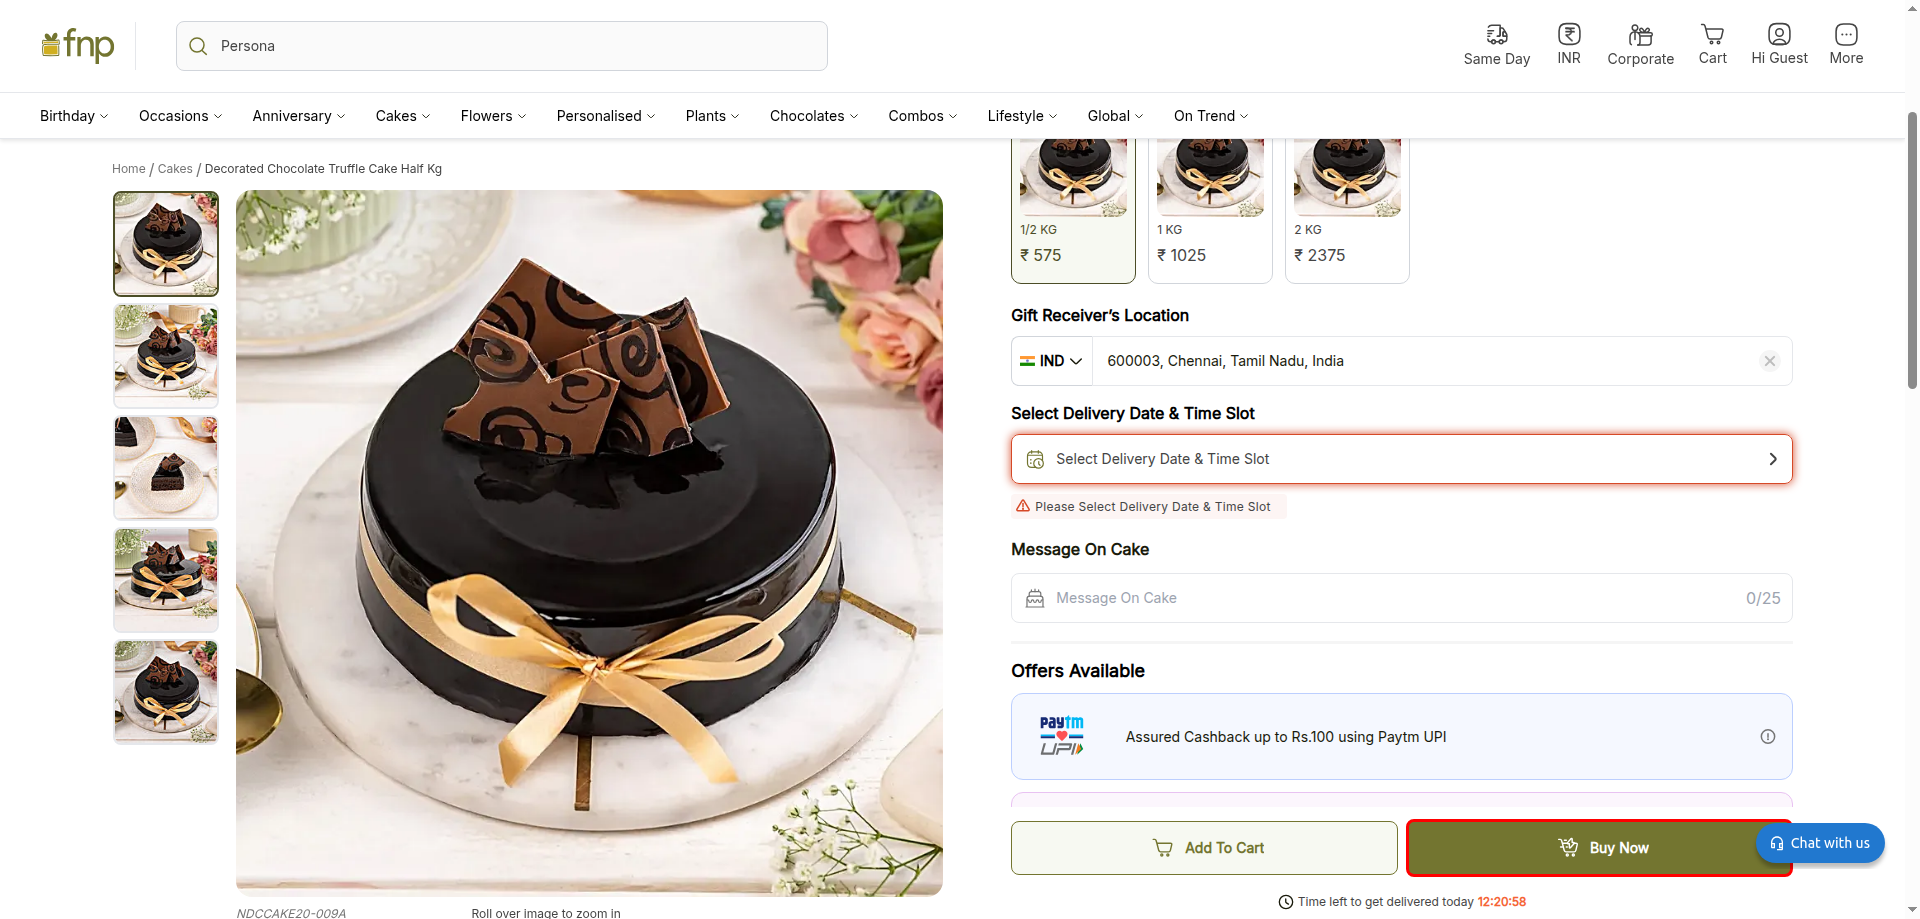 fnp
Persona
Same Day
INR
Corporate
Cart
Hi Guest
More
Birthday
Occasions
Anniversary
Cakes
Flowers
Personalised
Plants
Chocolates
Combos
Lifestyle
Global
On Trend
Home / Cakes / Decorated Chocolate Truffle Cake Half Kg
1/2 KG
₹ 575
1 KG
₹ 1025
2 KG
₹ 2375
Gift Receiver’s Location
IND
600003, Chennai, Tamil Nadu, India
Select Delivery Date & Time Slot
Select Delivery Date & Time Slot
Please Select Delivery Date & Time Slot
Message On Cake
Message On Cake
0/25
Offers Available
paytm
UPI
Assured Cashback up to Rs.100 using Paytm UPI
Add To Cart
Buy Now
Chat with us
Time left to get delivered today 12:20:58
NDCCAKE20-009A
Roll over image to zoom in